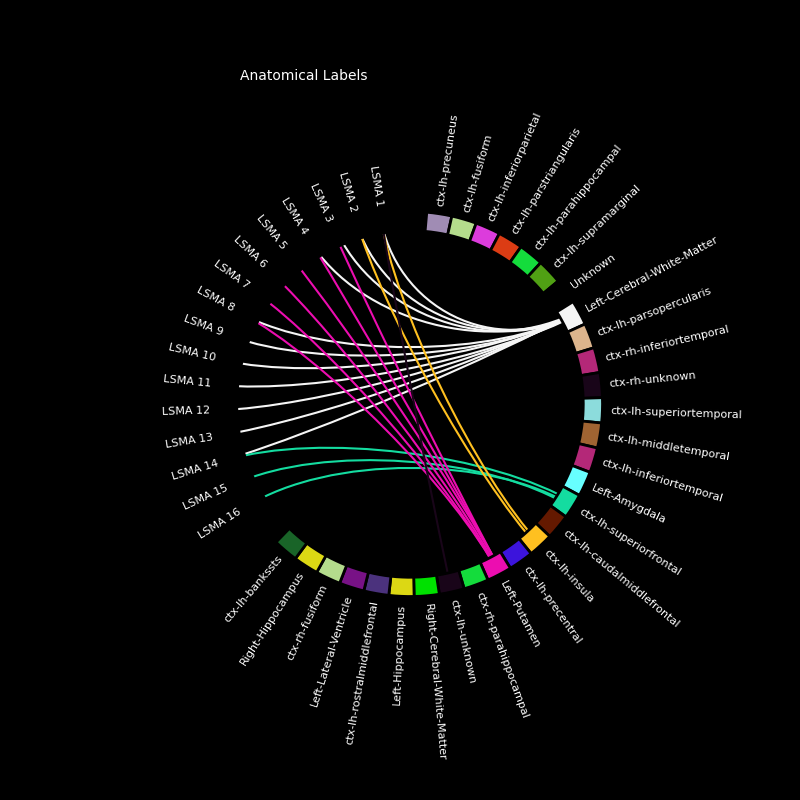 Anatomical Labels
LSMA 1
LSMA 2
LSMA 3
LSMA 4
LSMA 5
LSMA 6
LSMA 7
LSMA 8
LSMA 9
LSMA 10
LSMA 11
LSMA 12
LSMA 13
LSMA 14
LSMA 15
LSMA 16
ctx-lh-precuneus
ctx-lh-fusiform
ctx-lh-inferiorparietal
ctx-lh-parstriangularis
ctx-lh-parahippocampal
ctx-lh-supramarginal
Unknown
Left-Cerebral-White-Matter
ctx-lh-parsopercularis
ctx-rh-inferiortemporal
ctx-rh-unknown
ctx-lh-superiortemporal
ctx-lh-middletemporal
ctx-lh-inferiortemporal
Left-Amygdala
ctx-lh-superiorfrontal
ctx-lh-caudalmiddlefrontal
ctx-lh-insula
ctx-lh-precentral
Left-Putamen
ctx-rh-parahippocampal
ctx-lh-unknown
Right-Cerebral-White-Matter
Left-Hippocampus
ctx-lh-rostralmiddlefrontal
Left-Lateral-Ventricle
ctx-rh-fusiform
Right-Hippocampus
ctx-lh-bankssts